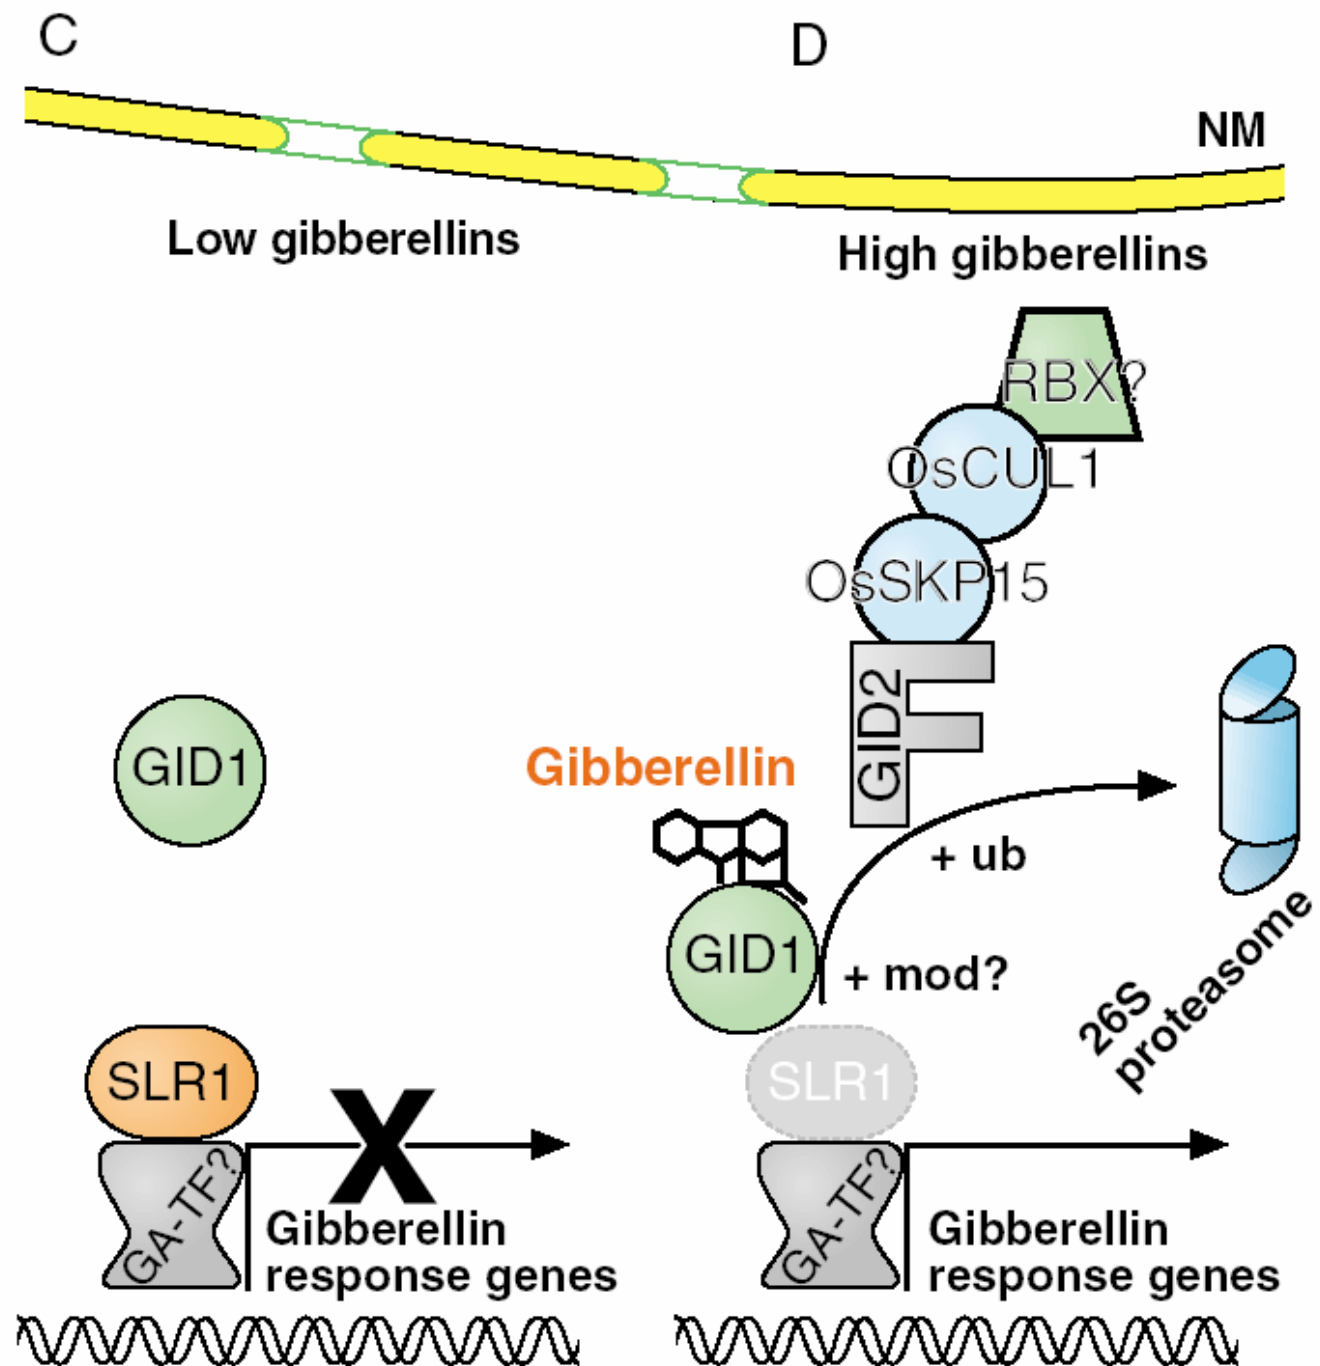 C
D
NM
Low gibberellins
High gibberellins
RBX?
OsCUL1
OsSKP15
GID2
GID1
Gibberellin
+ ub
GID1
+ mod?
26S
proteasome
SLR1
SLR1
GA-TF?
GA-TF?
Gibberellin
response genes
Gibberellin
response genes